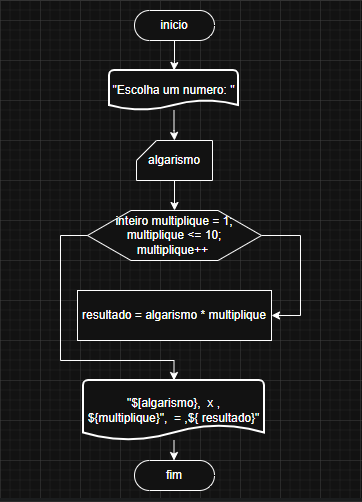 inicio
"Escolha um numero: "
algarismo
inteiro multiplique = 1,
multiplique <= 10;
multiplique++
resultado = algarismo * multiplique
"${algarismo}, x ,
${multiplique}", = ,${ resultado}"
fim